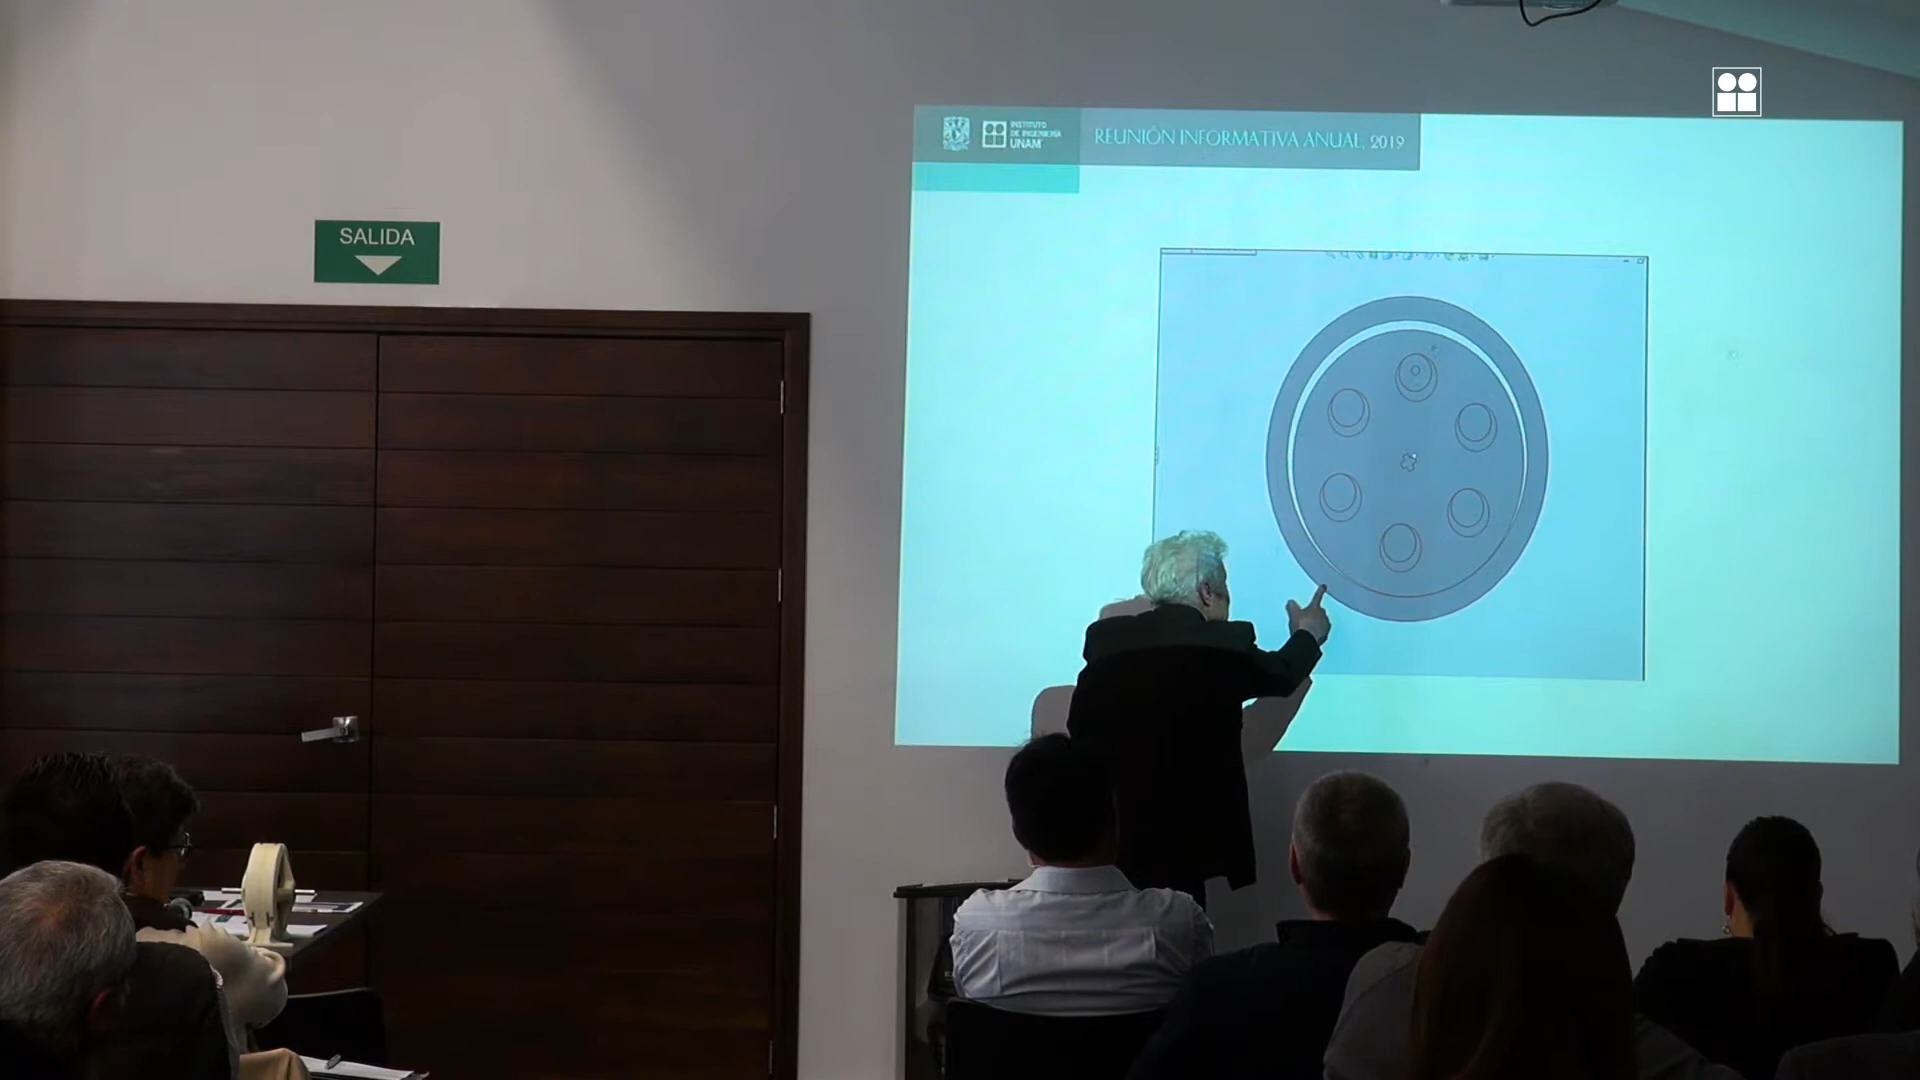 INSTITUTO
DE INGENIERÍA
UNAM
REUNIÓN INFORMATIVA ANUAL, 2019
SALIDA